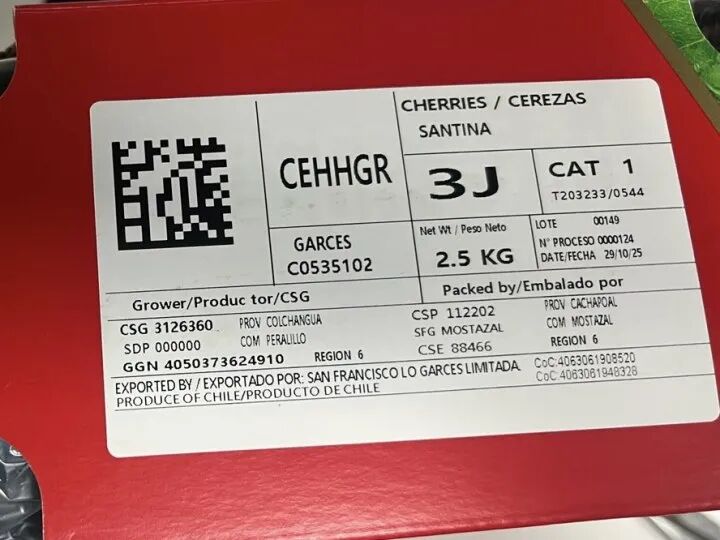 CHERRIES / CEREZAS
SANTINA
CEHHGR
3J
CAT 1
T203233/0544
GARCES
C0535102
Net Wt / Peso Neto
2.5 KG
LOTE 00149
N° PROCESO 0000124
DATE/FECHA 29/10/25
Grower/Produc tor/CSG
Packed by/Embalado por
CSG 3126360 PROV COLCHANGUA
SDP 000000 COM PERALILLO
GGN 4050373624910 REGION 6
CSP 112202 PROV CACHAPOAL
SFG MOSTAZAL COM MOSTAZAL
CSE 88466 REGION 6
EXPORTED BY / EXPORTADO POR: SAN FRANCISCO LO GARCES LIMITADA.
CoC:4063061908520
PRODUCE OF CHILE/PRODUCTO DE CHILE
CoC:4063061948328